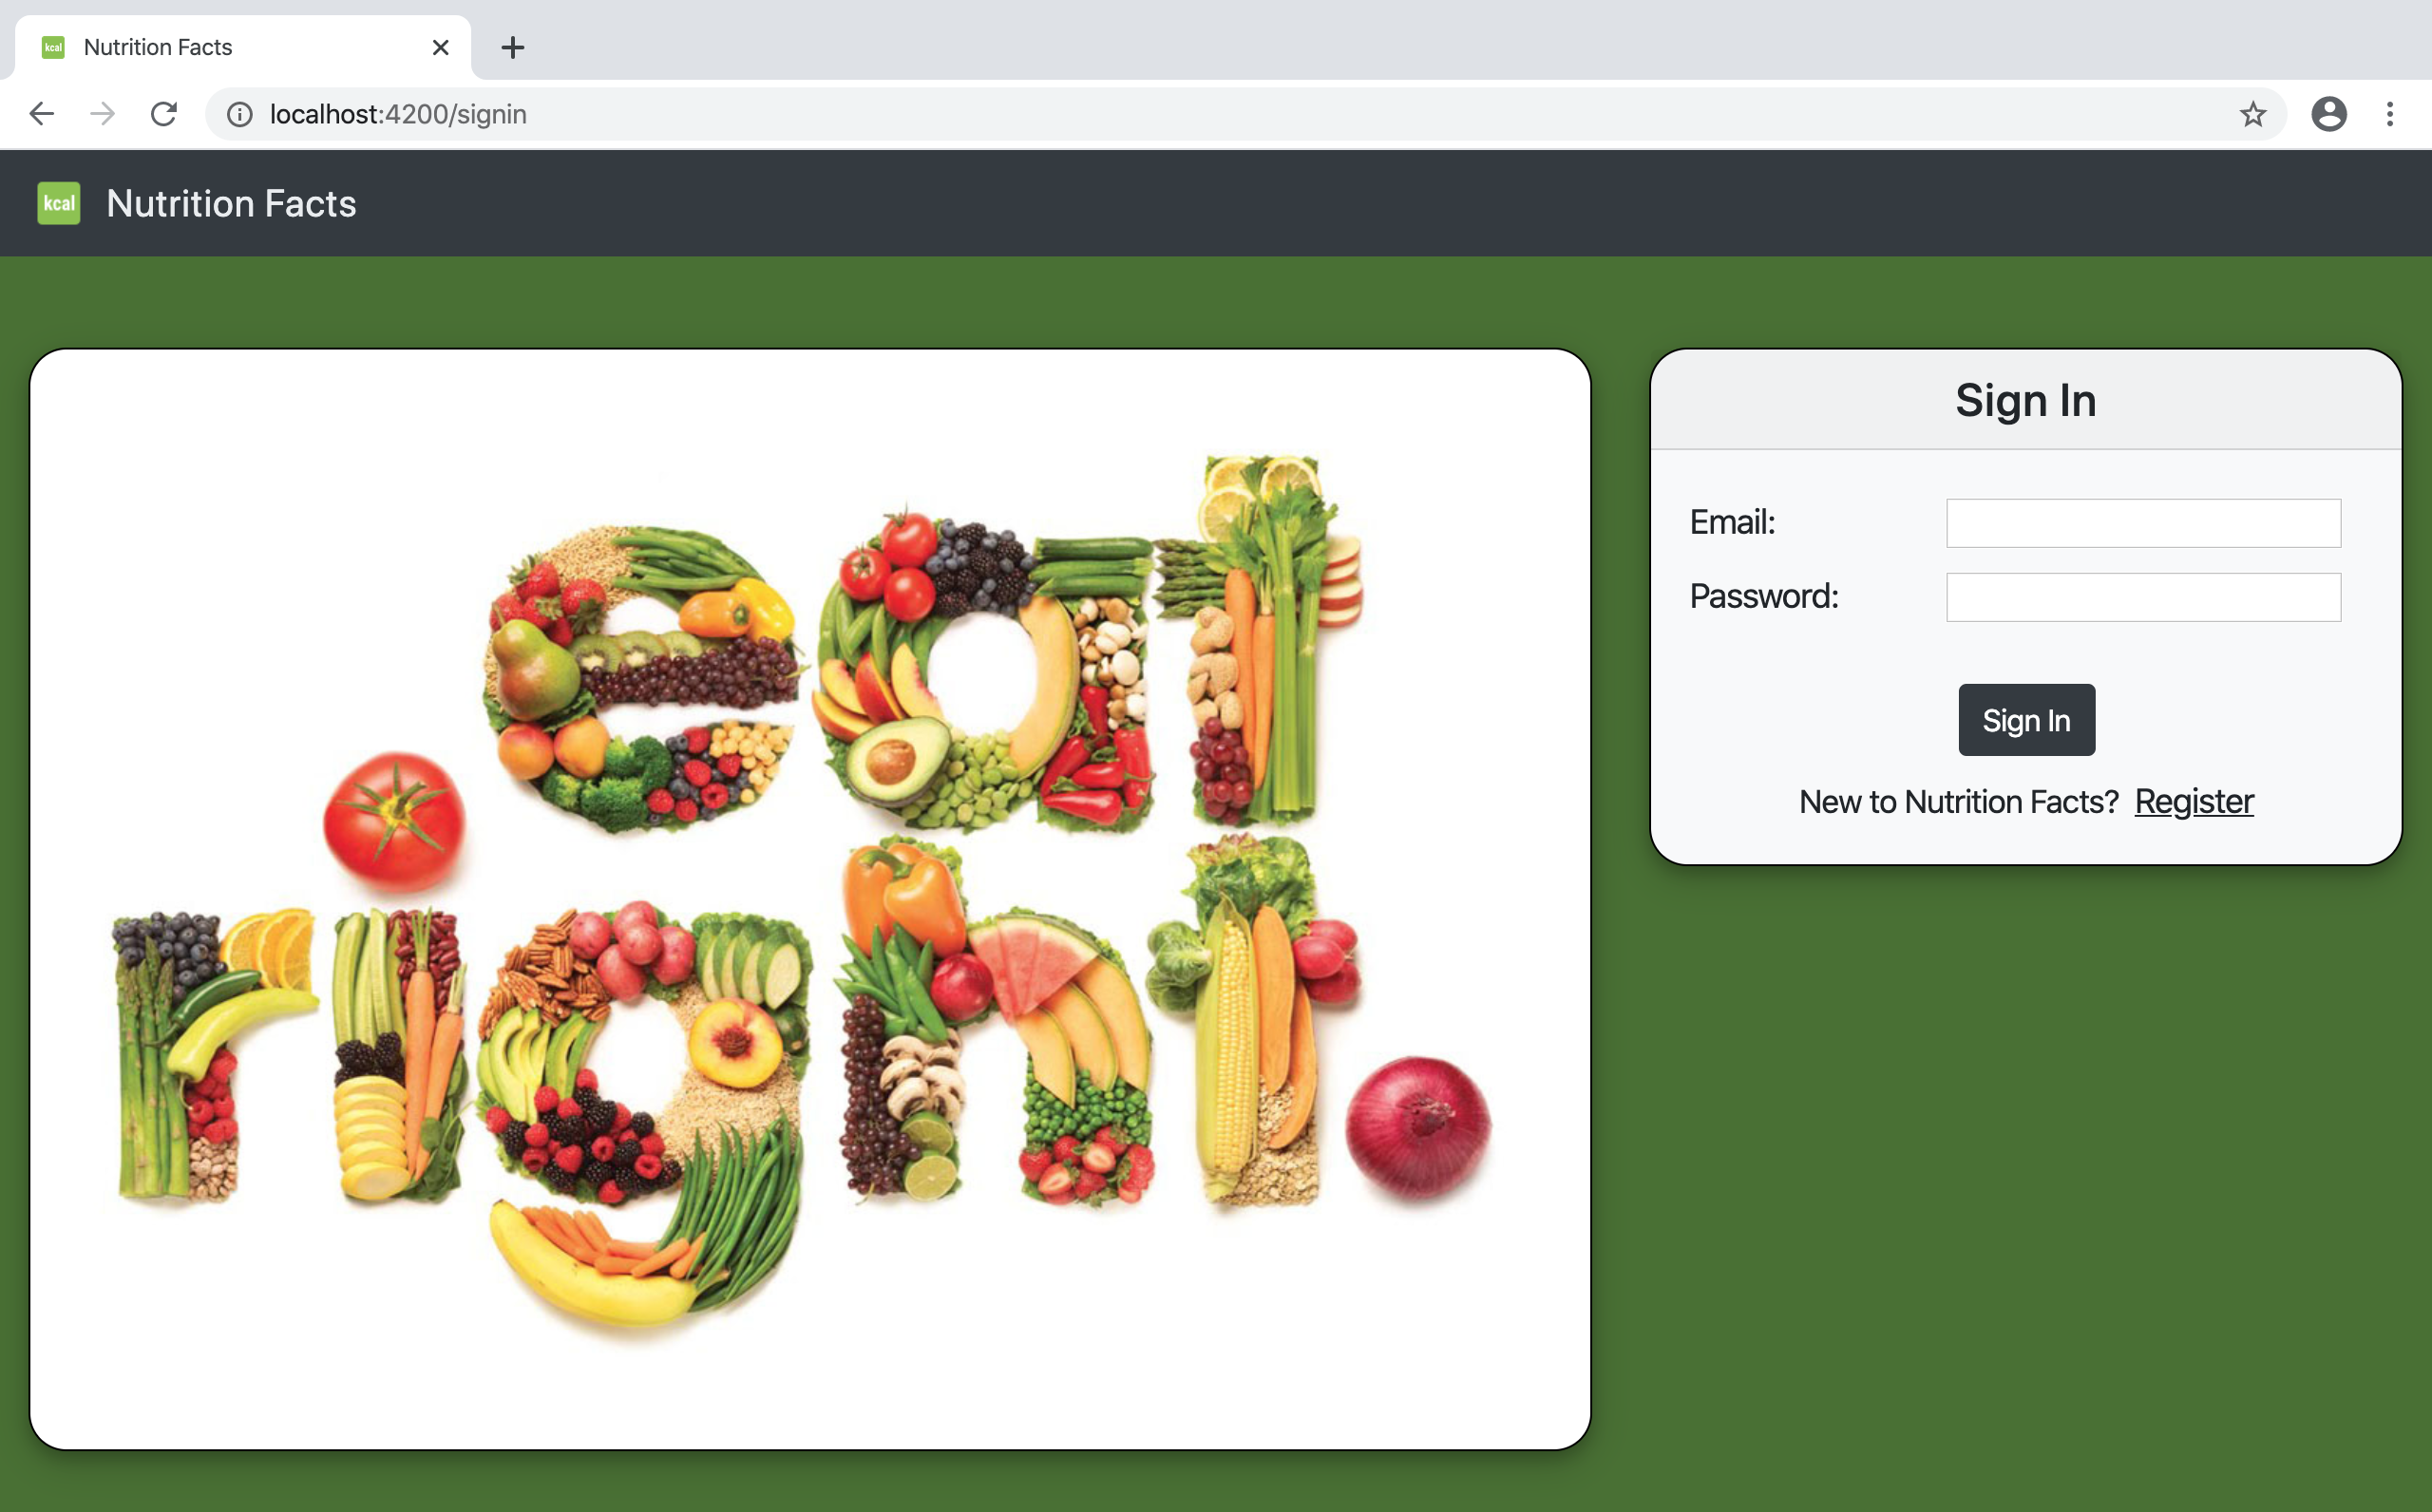 kcal Nutrition Facts
localhost:4200/signin
kcal Nutrition Facts
eat
right.
Sign In
Email:
Password:
Sign In
New to Nutrition Facts? Register